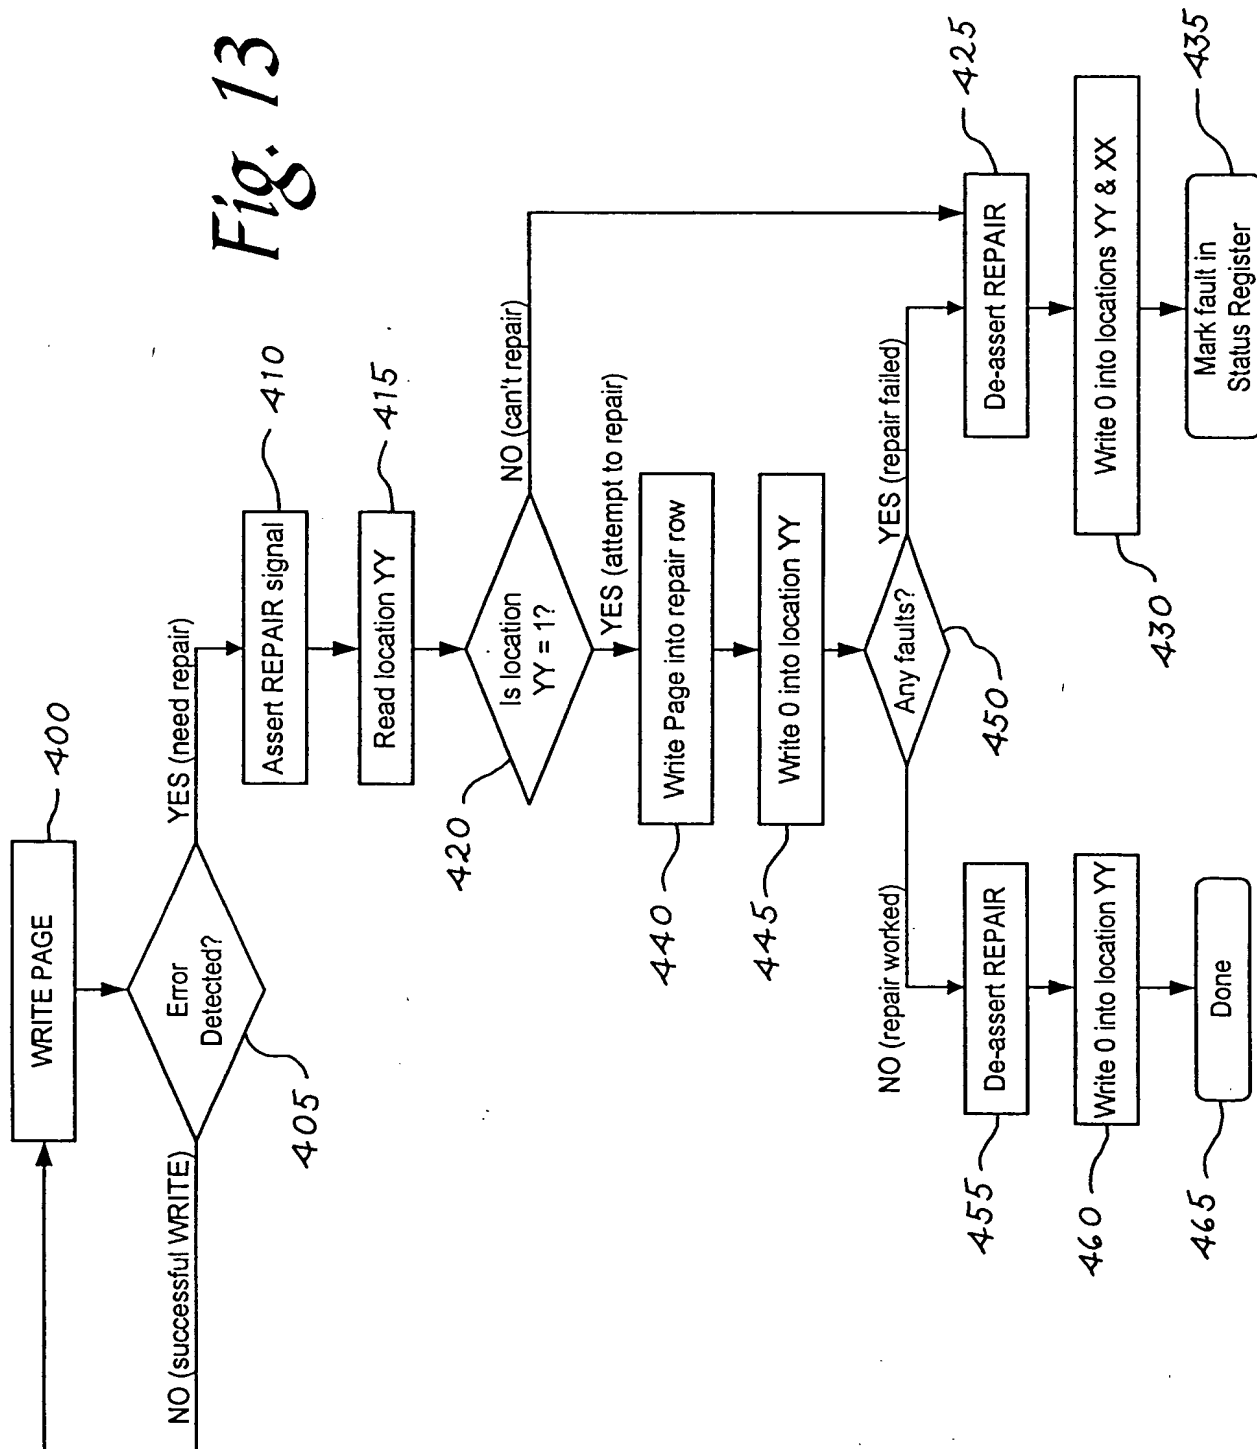 Fig. 13
WRITE PAGE
400
Error
Detected?
405
NO (successful WRITE)
YES (need repair)
Assert REPAIR signal
410
Read location YY
415
Is location
YY = 1?
420
NO (can't repair)
YES (attempt to repair)
Write Page into repair row
440
Write 0 into location YY
445
Any faults?
450
NO (repair worked)
YES (repair failed)
De-assert REPAIR
455
De-assert REPAIR
425
Write 0 into location YY
460
Write 0 into locations YY & XX
430
Done
465
Mark fault in
Status Register
435